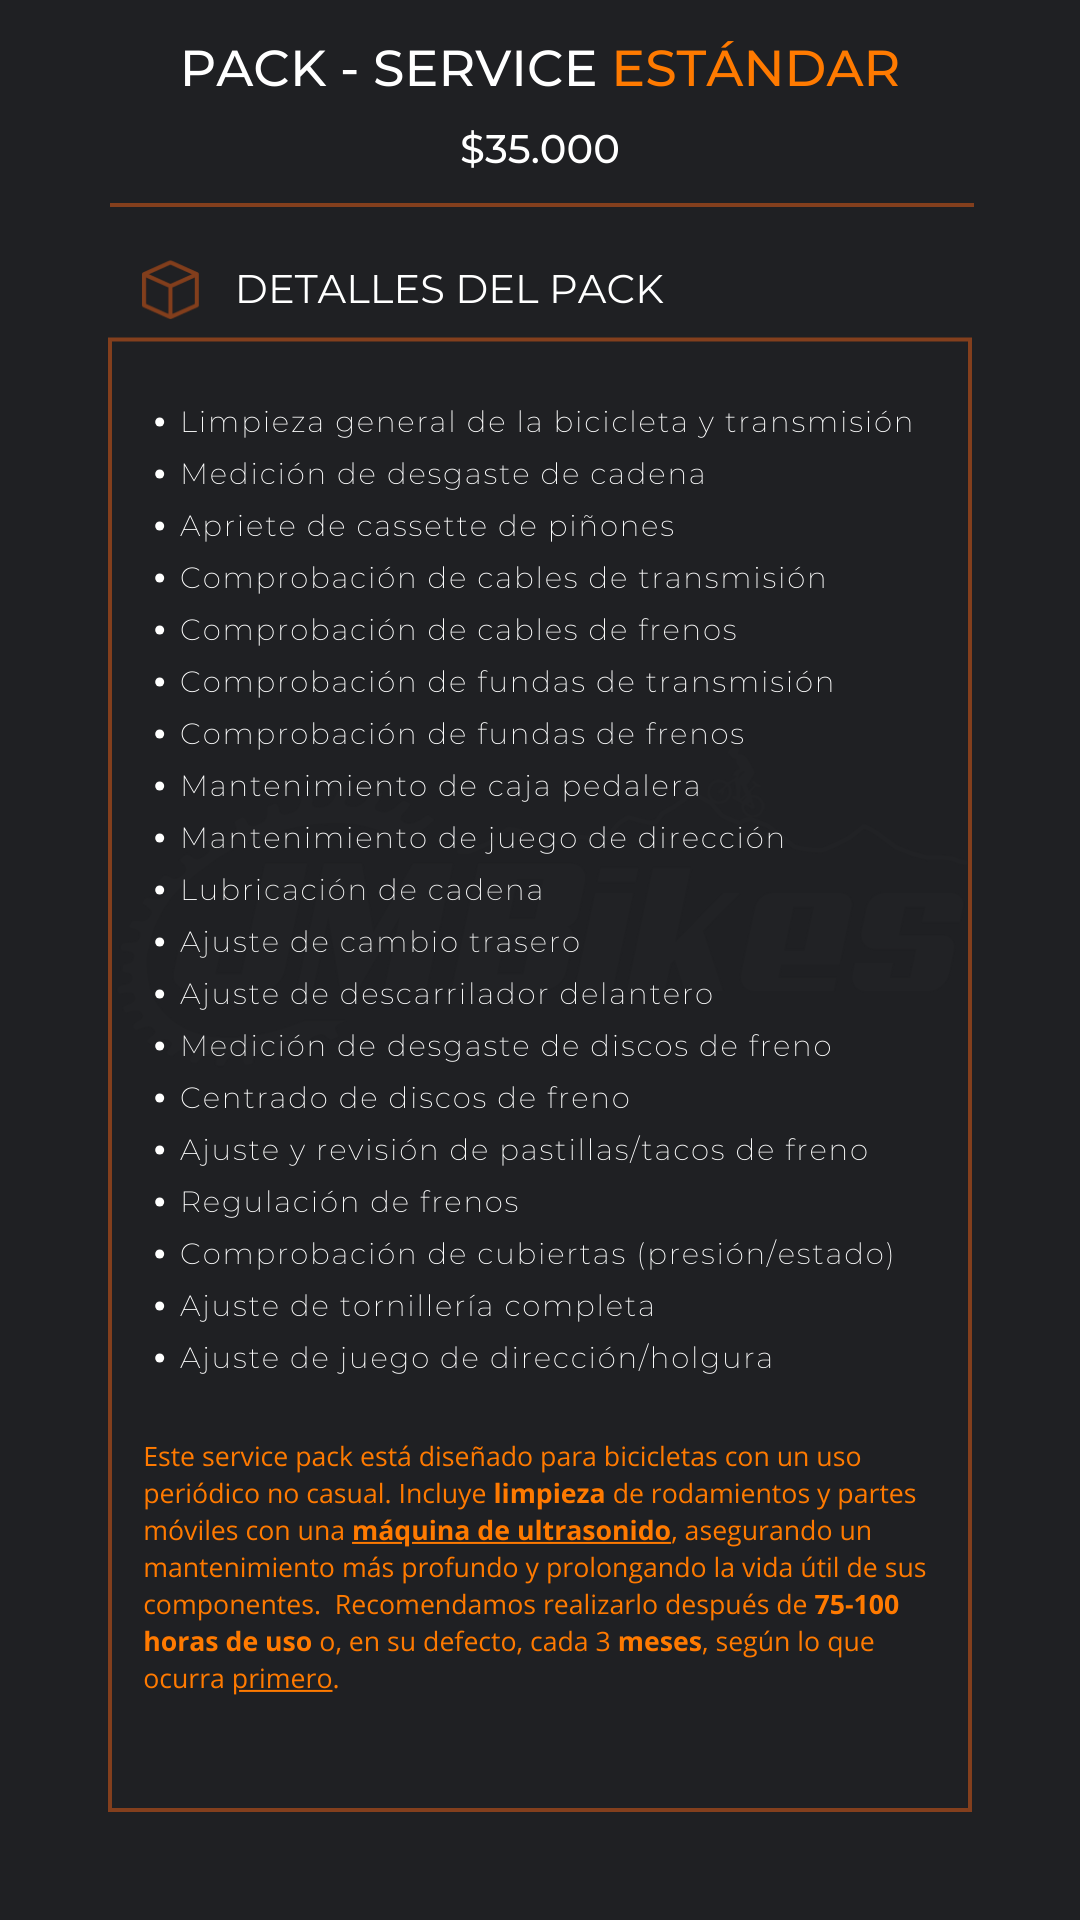 PACK - SERVICE ESTÁNDAR
$35.000
DETALLES DEL PACK
• Limpieza general de la bicicleta y transmisión
• Medición de desgaste de cadena
• Apriete de cassette de piñones
• Comprobación de cables de transmisión
• Comprobación de cables de frenos
• Comprobación de fundas de transmisión
• Comprobación de fundas de frenos
• Mantenimiento de caja pedalera
• Mantenimiento de juego de dirección
• Lubricación de cadena
• Ajuste de cambio trasero
• Ajuste de descarrilador delantero
• Medición de desgaste de discos de freno
• Centrado de discos de freno
• Ajuste y revisión de pastillas/tacos de freno
• Regulación de frenos
• Comprobación de cubiertas (presión/estado)
• Ajuste de tornillería completa
• Ajuste de juego de dirección/holgura
Este service pack está diseñado para bicicletas con un uso
periódico no casual. Incluye limpieza de rodamientos y partes
móviles con una máquina de ultrasonido, asegurando un
mantenimiento más profundo y prolongando la vida útil de sus
componentes.  Recomendamos realizarlo después de 75-100
horas de uso o, en su defecto, cada 3 meses, según lo que
ocurra primero.